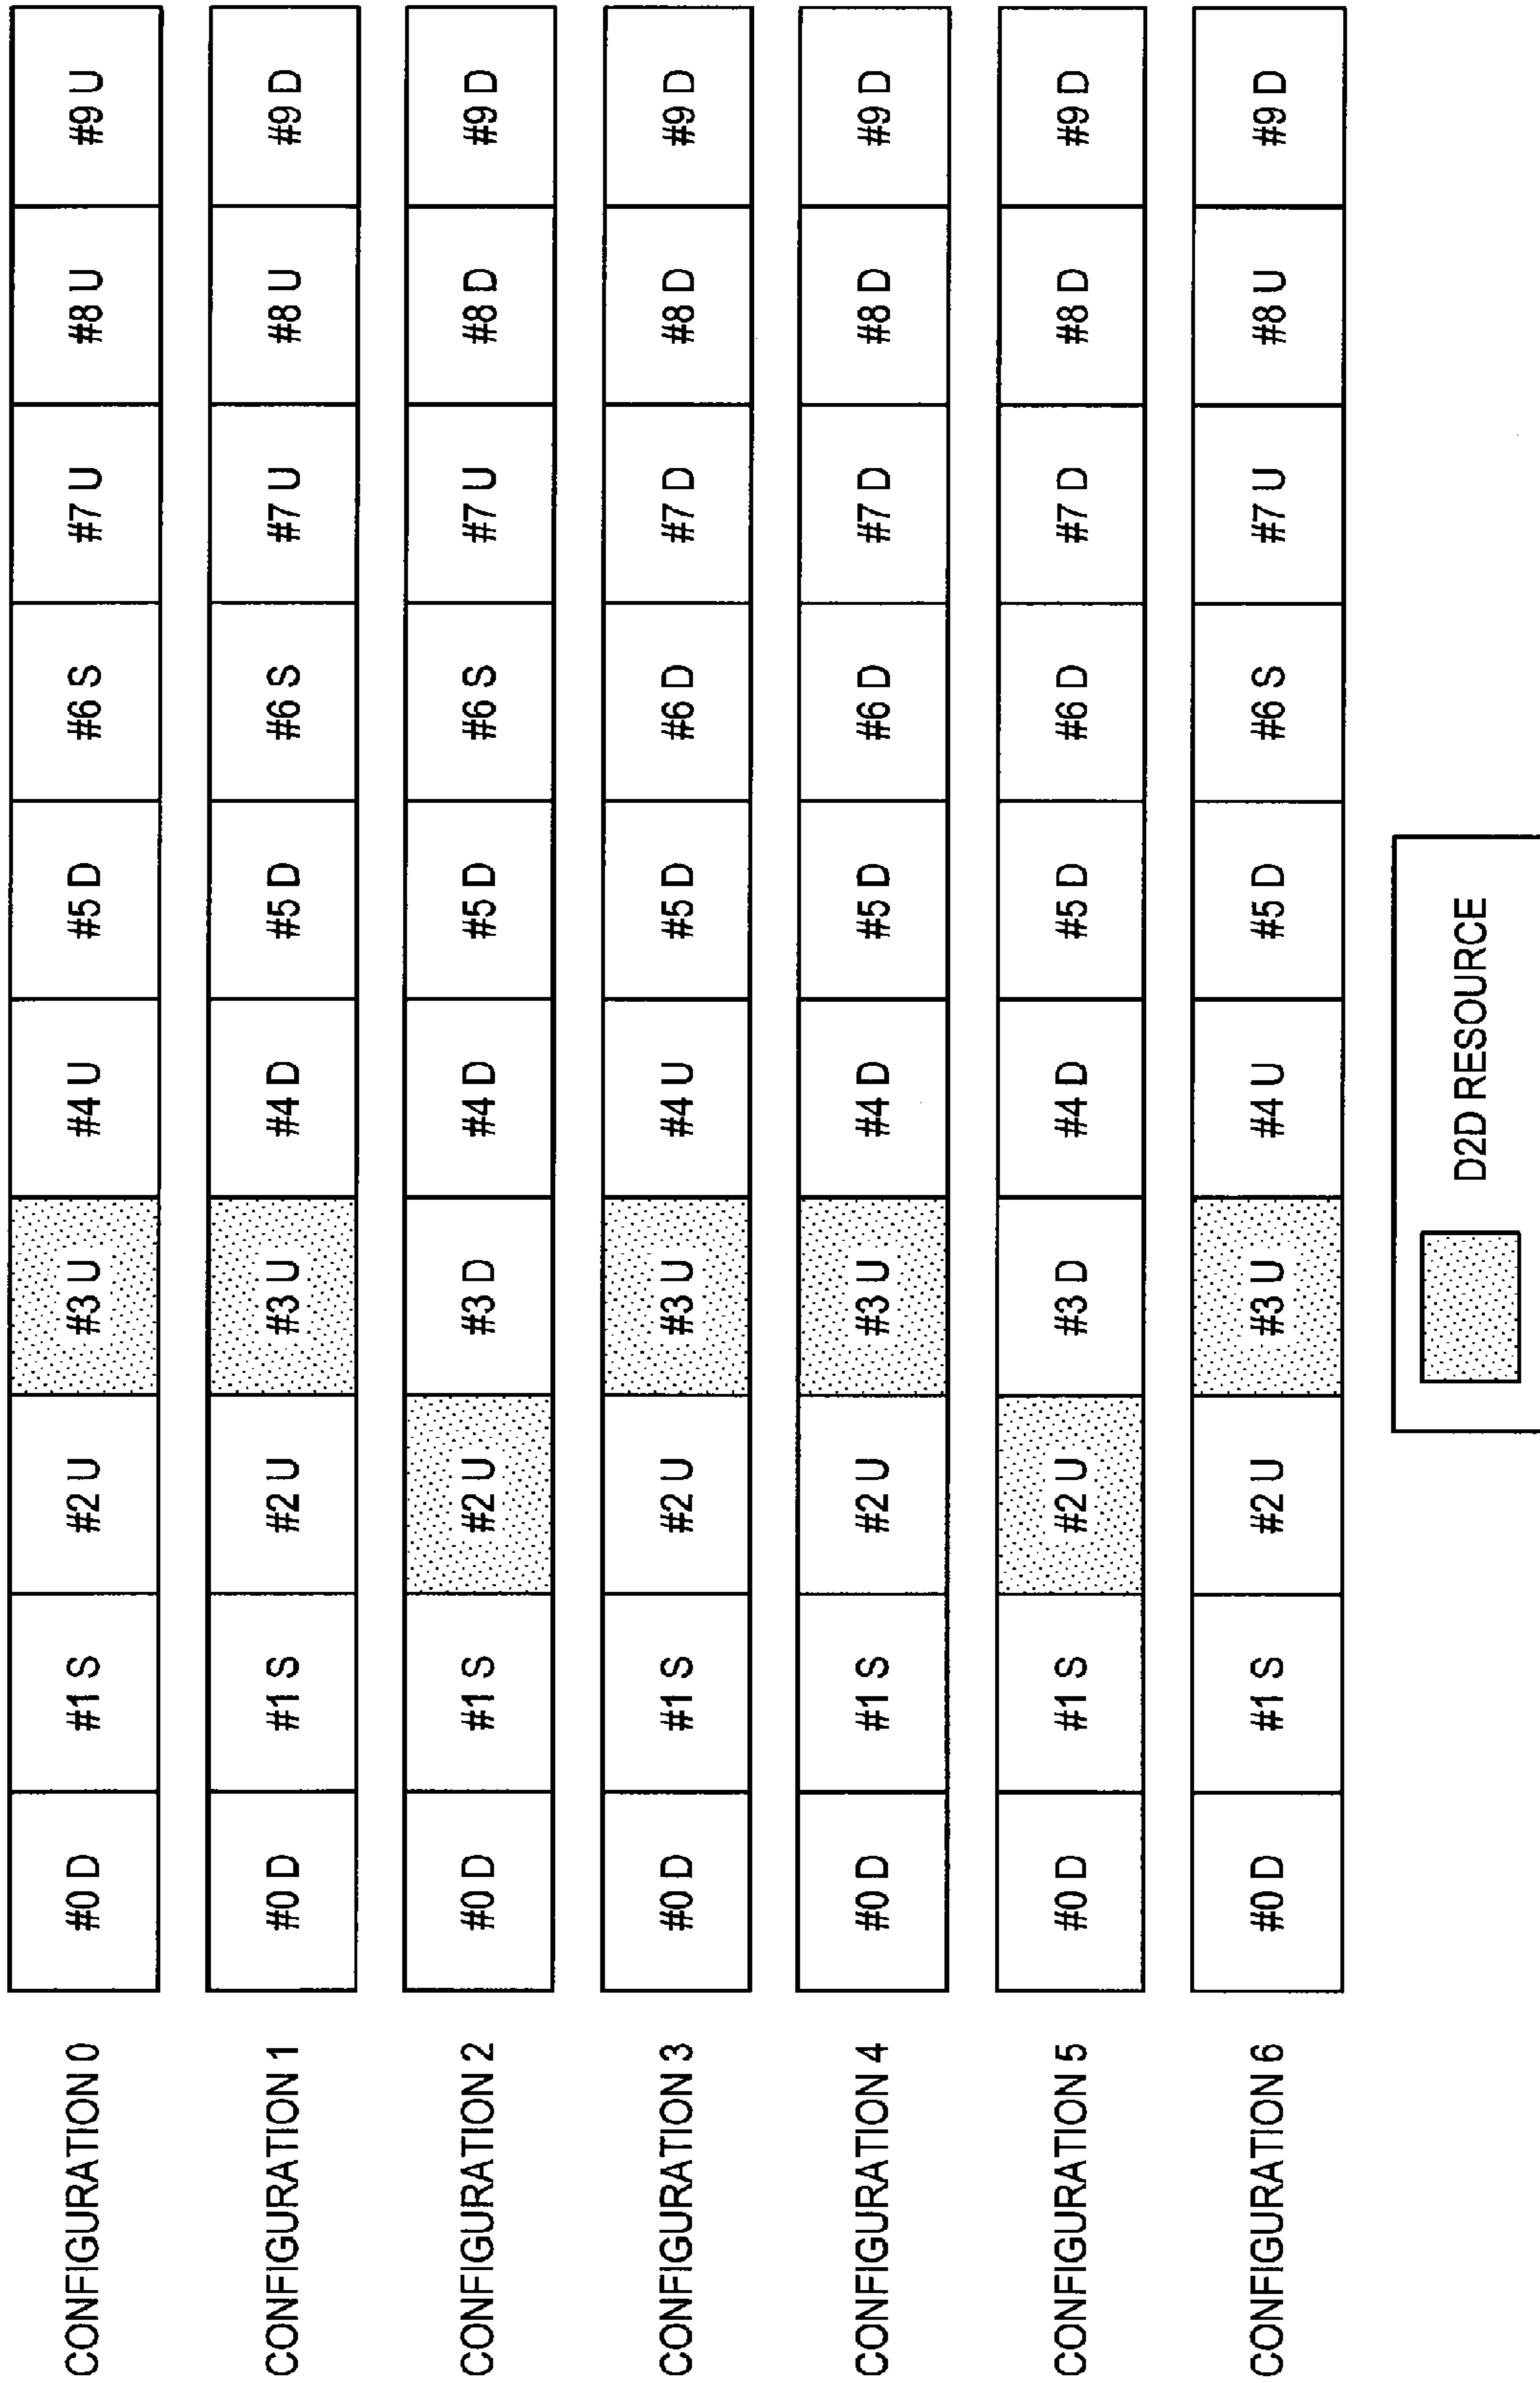 CONFIGURATION 0 #0 D #1 S #2 U #3 U #4 U #5 D #6 S #7 U #8 U #9 U
CONFIGURATION 1 #0 D #1 S #2 U #3 U #4 D #5 D #6 S #7 U #8 U #9 D
CONFIGURATION 2 #0 D #1 S #2 U #3 D #4 D #5 D #6 S #7 U #8 D #9 D
CONFIGURATION 3 #0 D #1 S #2 U #3 U #4 U #5 D #6 D #7 D #8 D #9 D
CONFIGURATION 4 #0 D #1 S #2 U #3 U #4 D #5 D #6 D #7 D #8 D #9 D
CONFIGURATION 5 #0 D #1 S #2 U #3 D #4 D #5 D #6 D #7 D #8 D #9 D
CONFIGURATION 6 #0 D #1 S #2 U #3 U #4 U #5 D #6 S #7 U #8 U #9 D
D2D RESOURCE